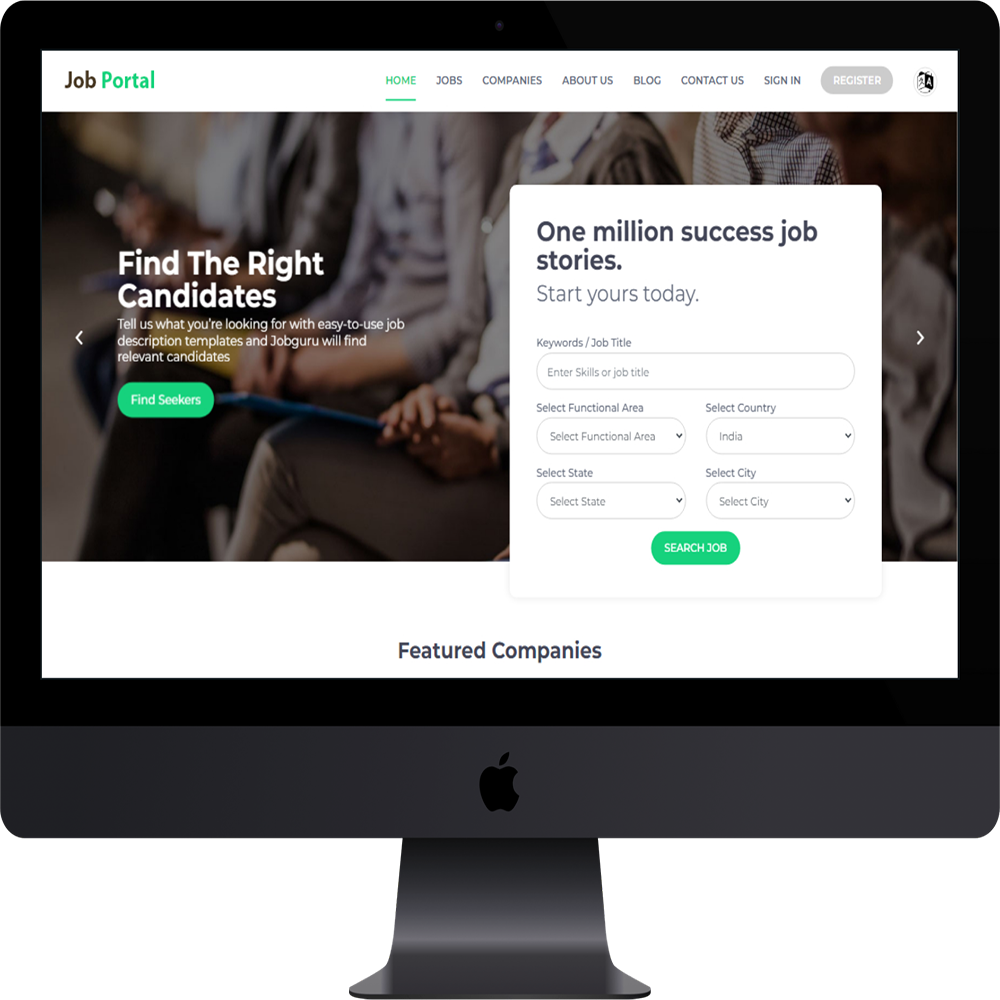 Job Portal
HOME JOBS COMPANIES ABOUT US BLOG CONTACT US SIGN IN REGISTER
Find The Right
Candidates
Tell us what you're looking for with easy-to-use job
description templates and Jobguru will find
relevant candidates
Find Seekers
One million success job
stories.
Start yours today.
Keywords / Job Title
Enter Skills or job title
Select Functional Area Select Country
Select Functional Area India
Select State Select City
Select State Select City
SEARCH JOB
Featured Companies